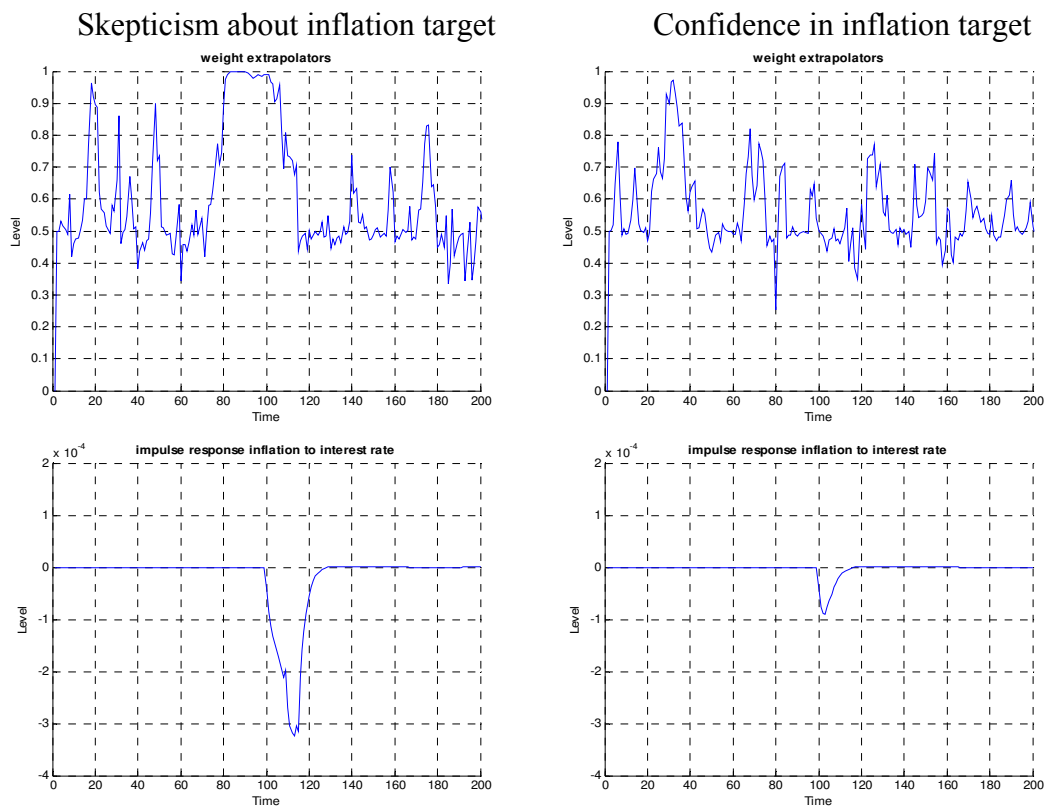 Skepticism about inflation target
Confidence in inflation target
weight extrapolators
1
0.9
0.8
0.7
0.6
0.5
0.4
0.3
0.2
0.1
0
Level
0 20 40 60 80 100 120 140 160 180 200
Time
weight extrapolators
1
0.9
0.8
0.7
0.6
0.5
0.4
0.3
0.2
0.1
0
Level
0 20 40 60 80 100 120 140 160 180 200
Time
impulse response inflation to interest rate
x 10-4
2
1
0
-1
-2
-3
-4
Level
0 20 40 60 80 100 120 140 160 180 200
Time
impulse response inflation to interest rate
x 10-4
2
1
0
-1
-2
-3
-4
Level
0 20 40 60 80 100 120 140 160 180 200
Time